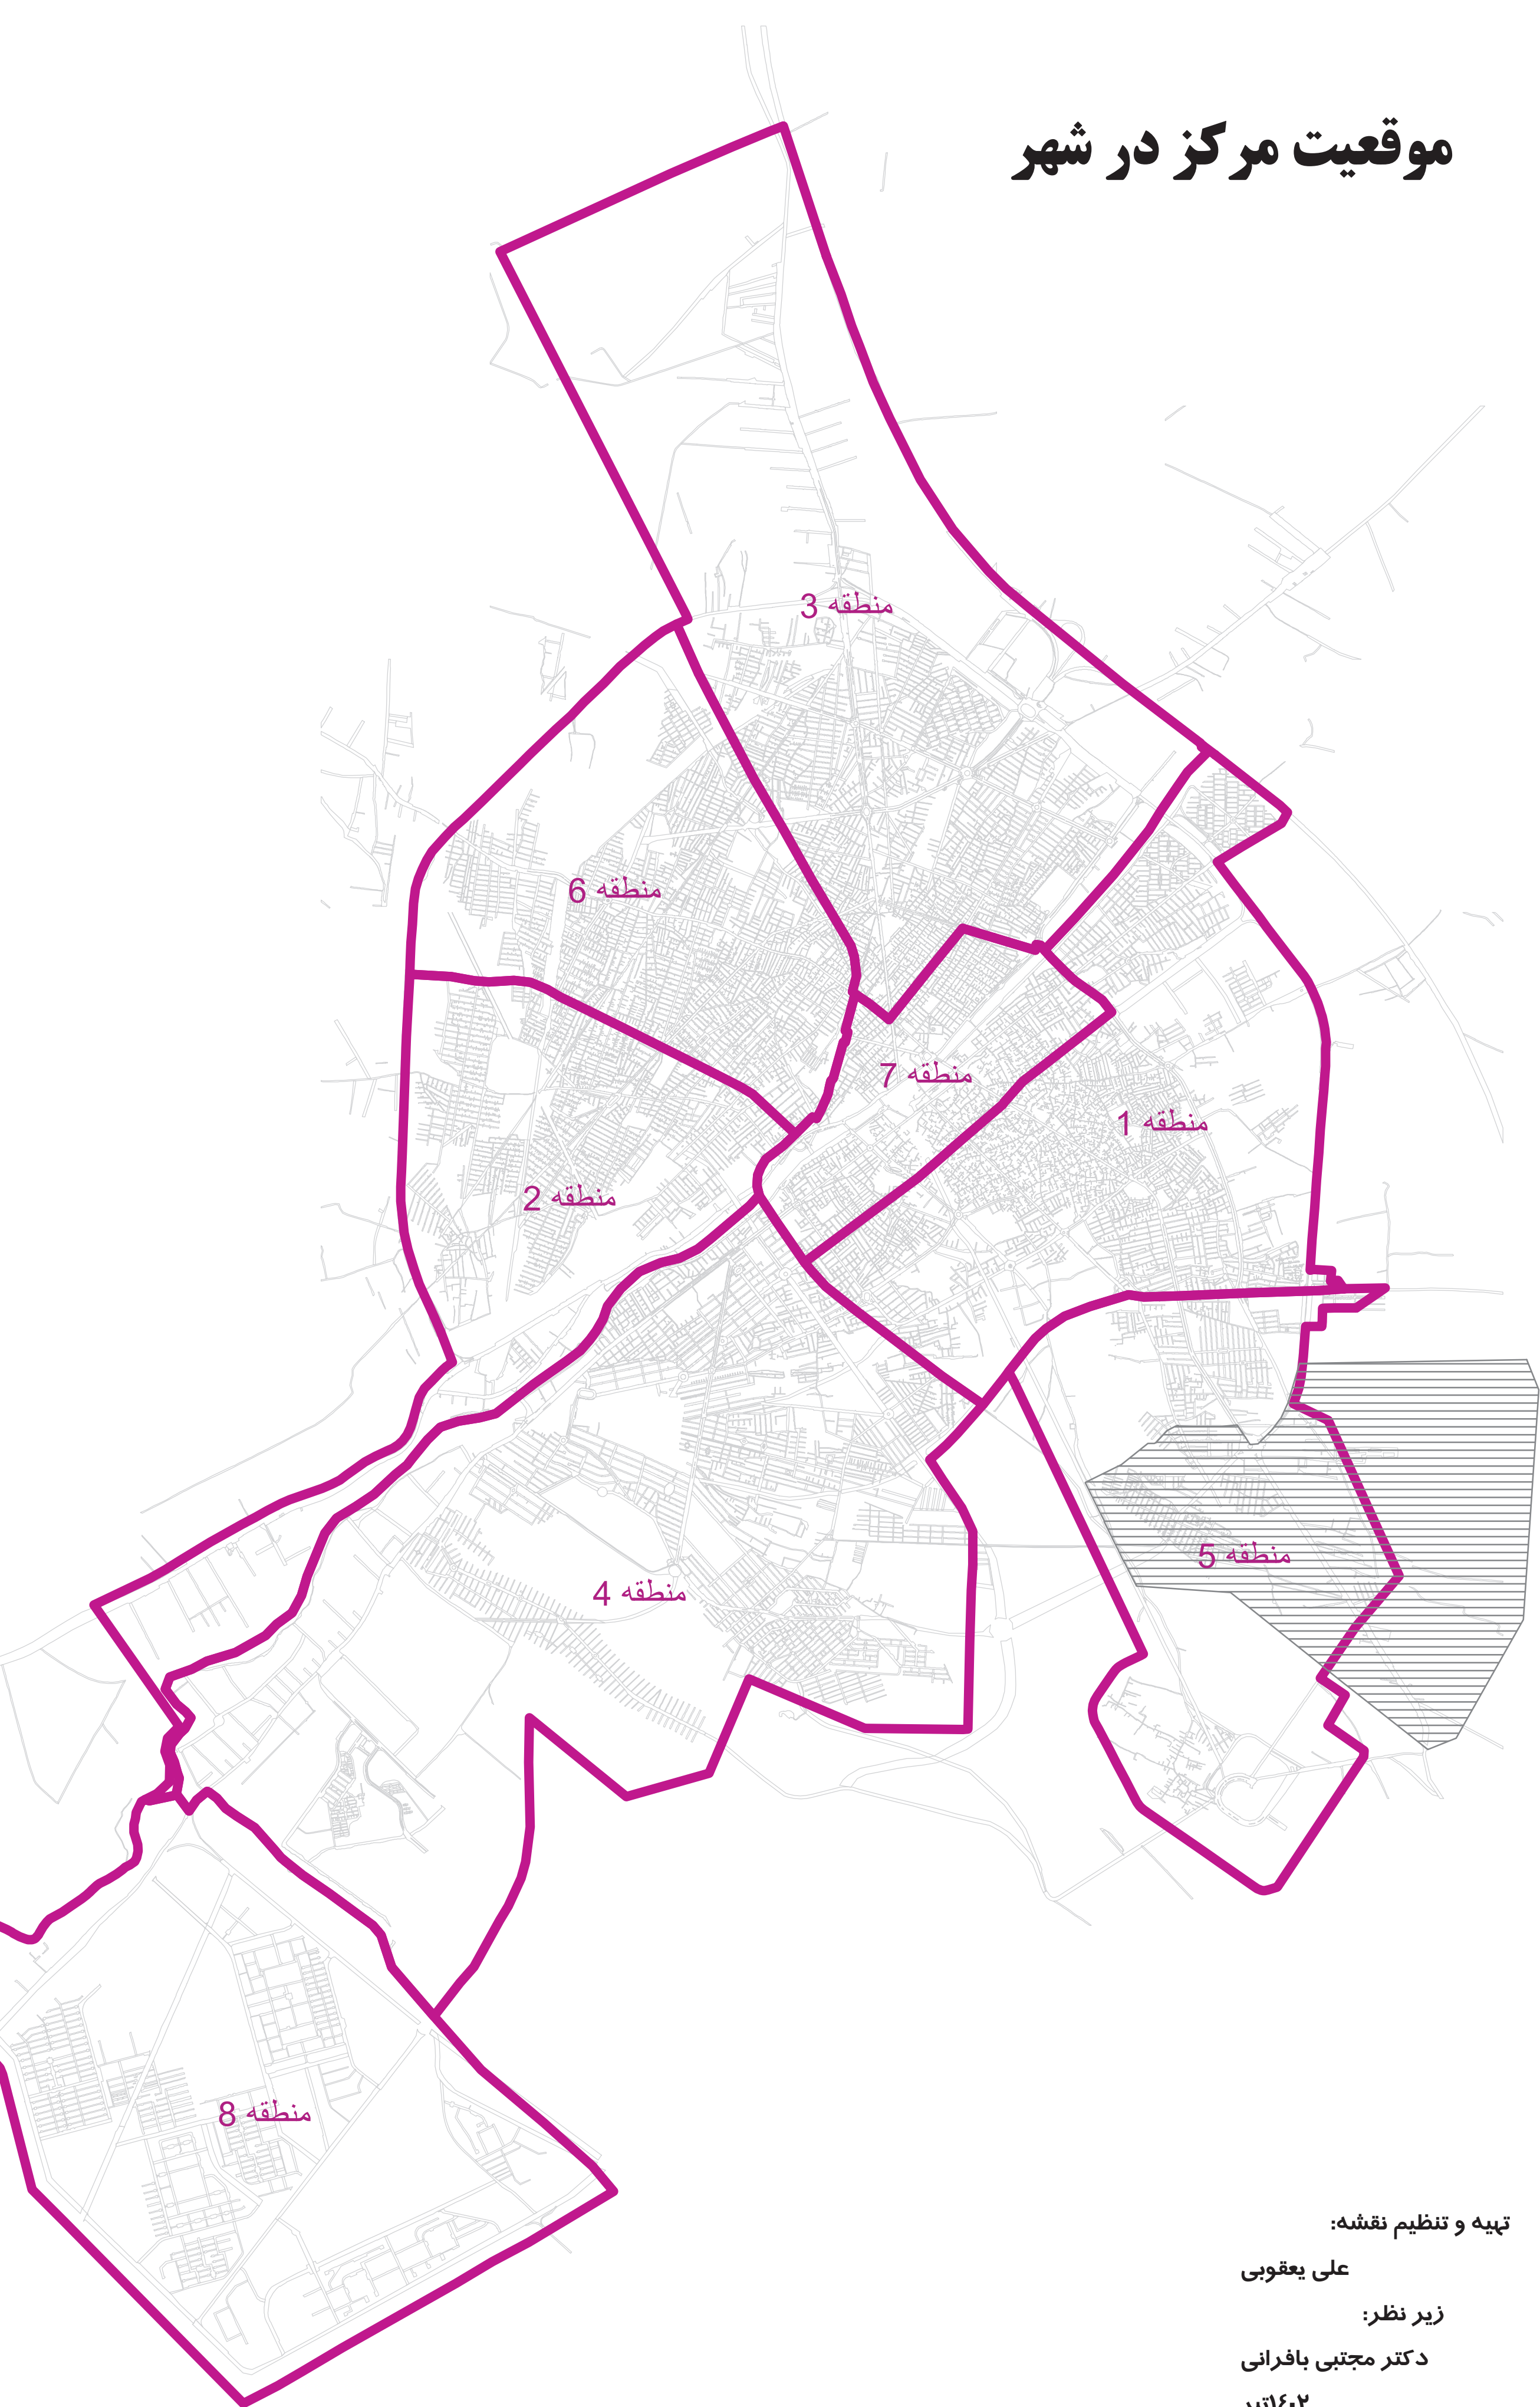 موقعیت مرکز در شهر
منطقه 3
منطقه 6
منطقه 7
منطقه 1
منطقه 2
منطقه 5
منطقه 4
منطقه 8
تهیه و تنظیم نقشه:
علی یعقوبی
زیر نظر:
دکتر مجتبی بافرانی
تیر۱۴۰۲